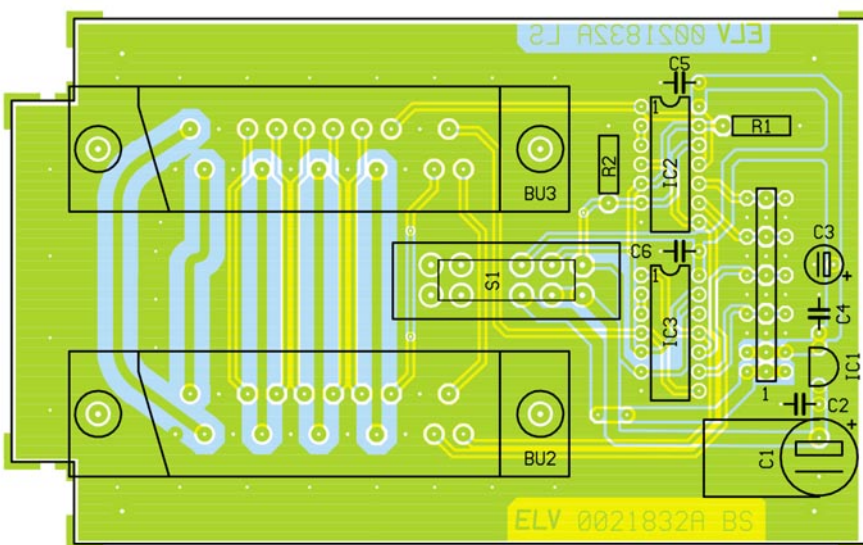 ELV 0021832A LS
C5
1
R1
R2
IC2
BU3
C3
+
C6
S1
1
C4
IC3
IC1
1
C2
+
BU2
C1
ELV 0021832A BS